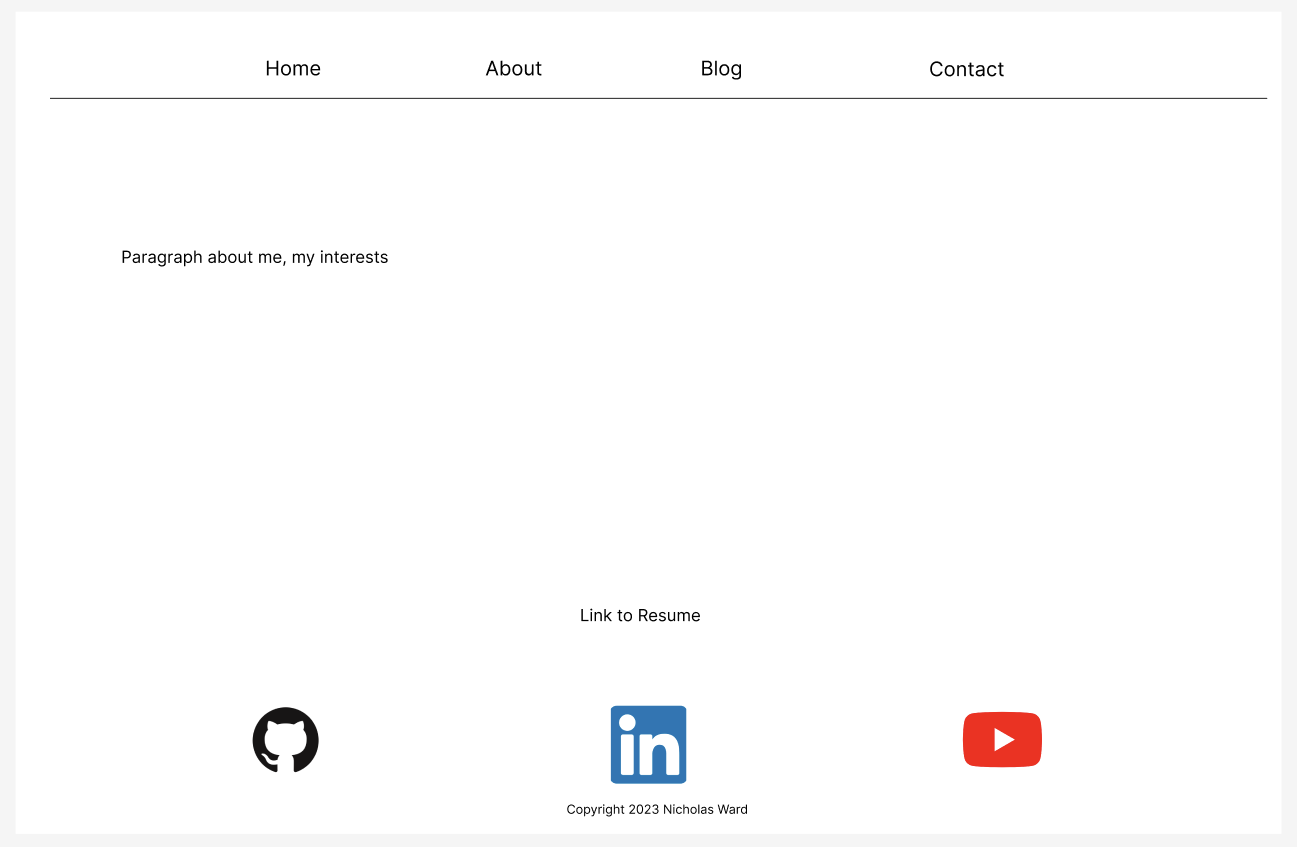 Home About Blog Contact
Paragraph about me, my interests
Link to Resume
in
Copyright 2023 Nicholas Ward